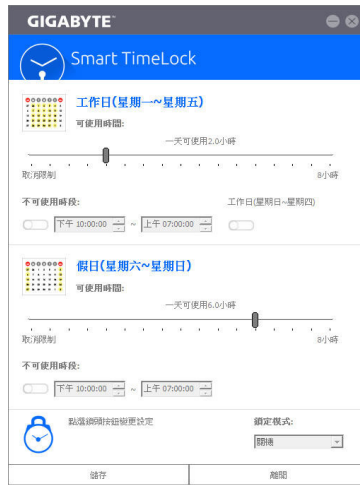 GIGABYTE™
Smart TimeLock
工作日(星期一~星期五)
可使用時間:
一天可使用2.0小時
取消限制 8小時
不可使用時段: 工作日(星期日~星期四)
下午 10:00:00 ~ 上午 07:00:00
假日(星期六~星期日)
可使用時間:
一天可使用6.0小時
取消限制 8小時
不可使用時段:
下午 10:00:00 ~ 上午 07:00:00
點選鎖頭按鈕變更設定 鎖定模式:
關機
儲存 離開